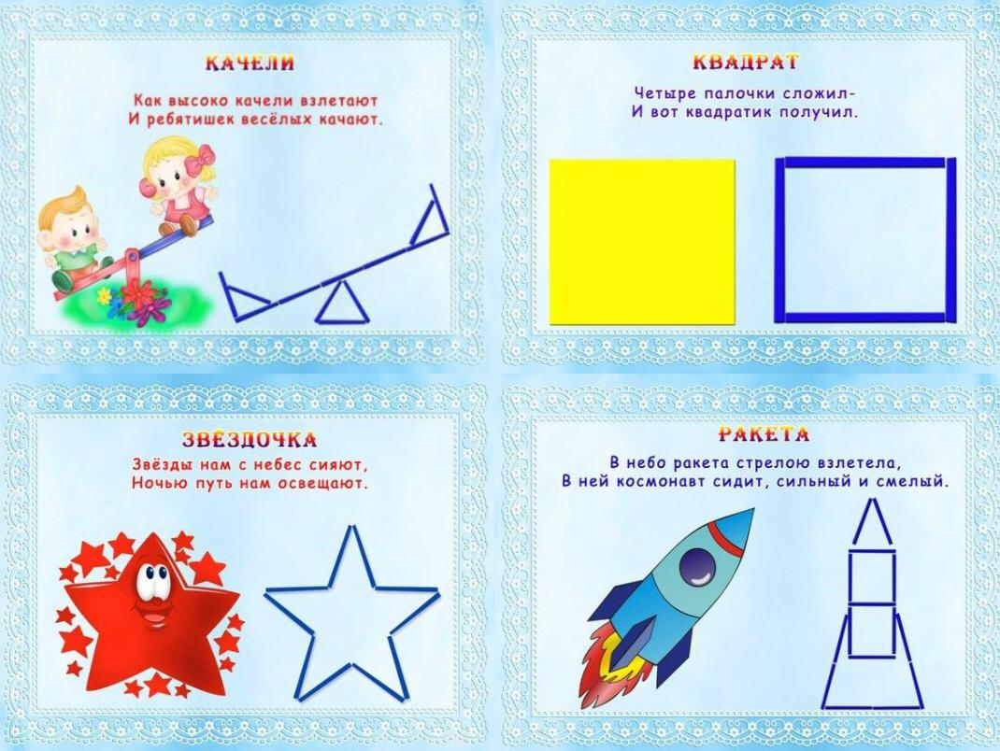 КАЧЕЛИ
Как высоко качели взлетают
И ребятишек весёлых качают.
КВАДРАТ
Четыре палочки сложил-
И вот квадратик получил.
ЗВЁЗДОЧКА
Звёзды нам с небес сияют,
Ночью путь нам освещают.
РАКЕТА
В небо ракета стрелою взлетела,
В ней космонавт сидит, сильный и смелый.